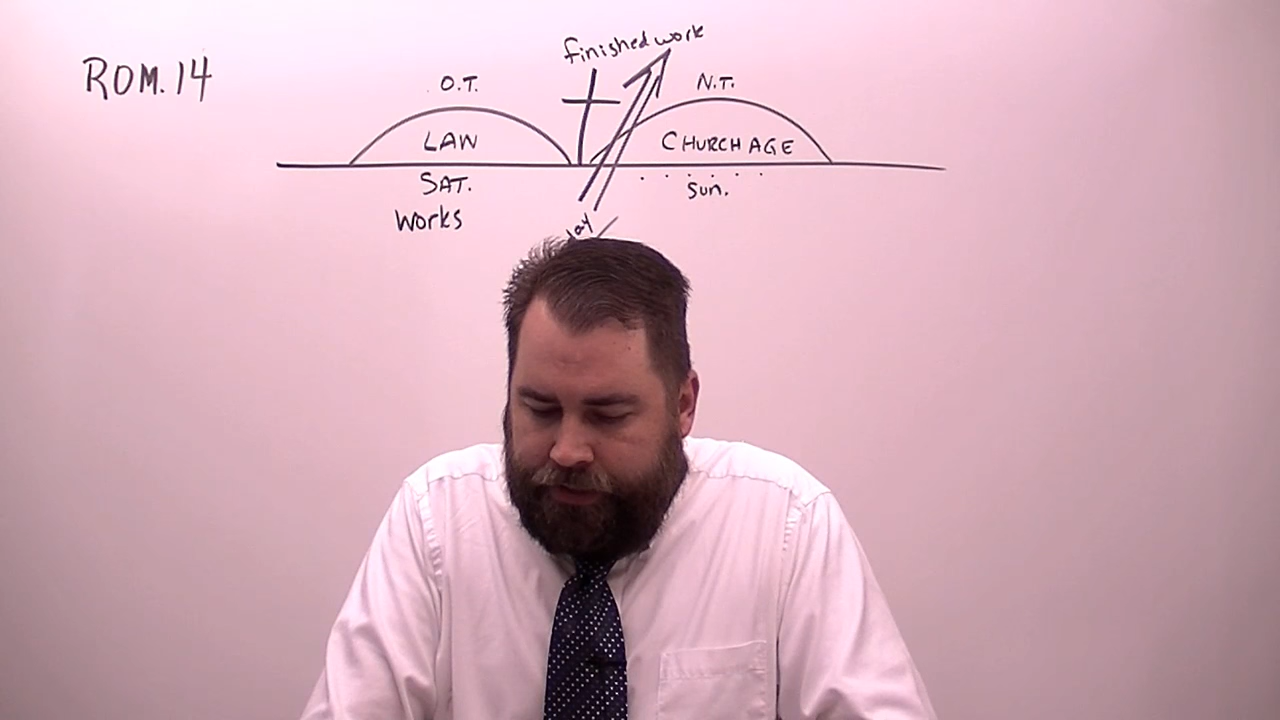 ROM. 14
finished work
O.T.
N.T.
LAW
CHURCH AGE
SAT.
Sun.
Works